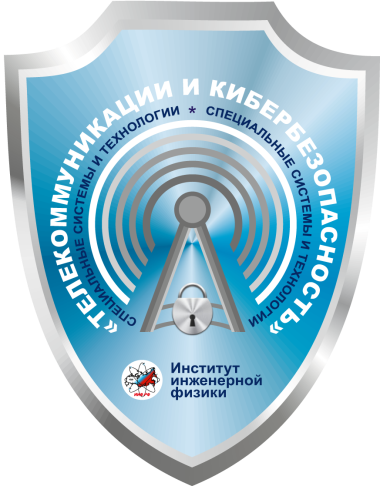 «ТЕЛЕКОММУНИКАЦИИ И КИБЕРБЕЗОПАСНОСТЬ»
СПЕЦИАЛЬНЫЕ СИСТЕМЫ И ТЕХНОЛОГИИ * СПЕЦИАЛЬНЫЕ СИСТЕМЫ И ТЕХНОЛОГИИ
Институт
инженерной
физики